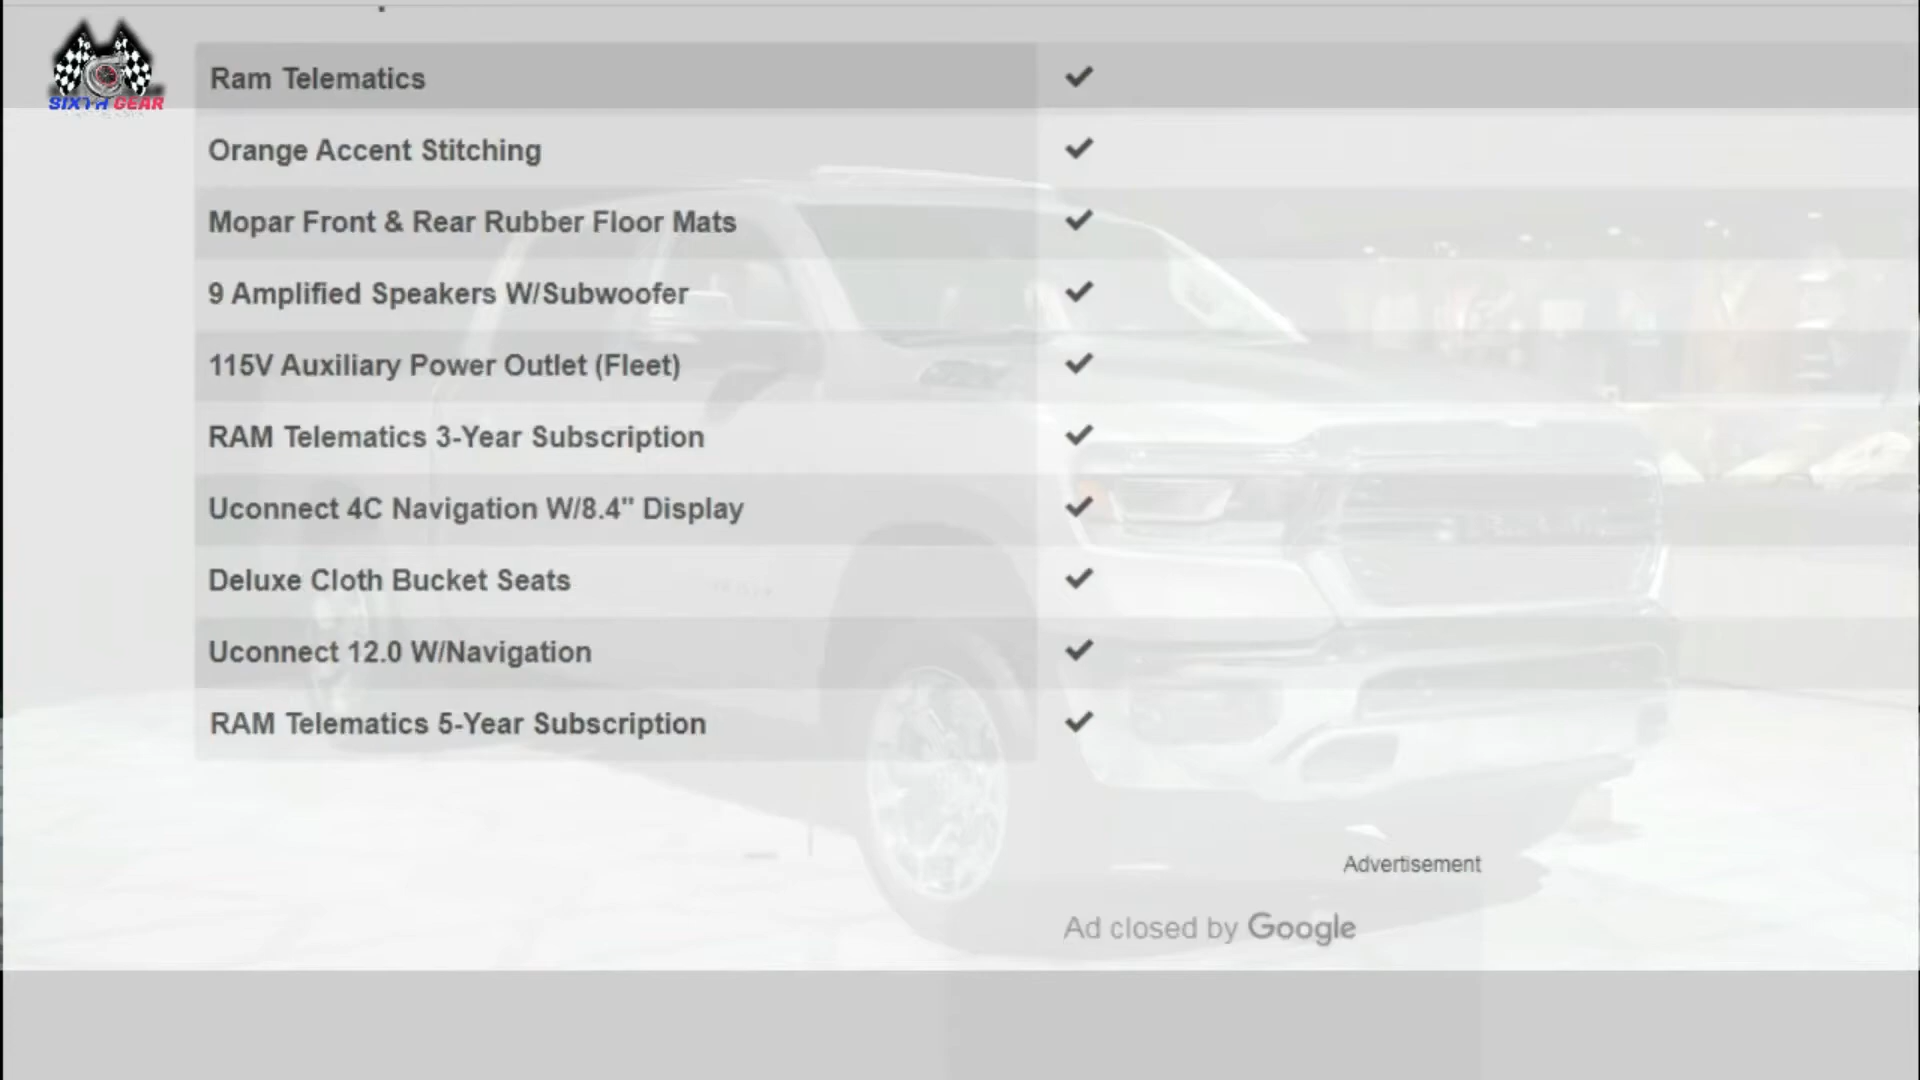 SIXTH GEAR
Ram Telematics
Orange Accent Stitching
Mopar Front & Rear Rubber Floor Mats
9 Amplified Speakers W/Subwoofer
115V Auxiliary Power Outlet (Fleet)
RAM Telematics 3-Year Subscription
Uconnect 4C Navigation W/8.4" Display
Deluxe Cloth Bucket Seats
Uconnect 12.0 W/Navigation
RAM Telematics 5-Year Subscription
Advertisement
Ad closed by Google